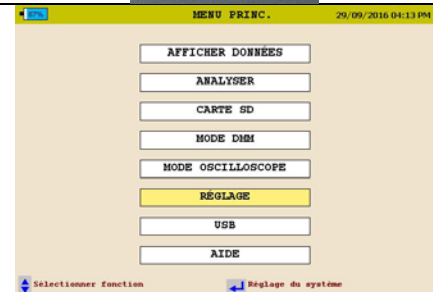 87% MENU PRINC. 29/09/2016 04:13 PM
AFFICHER DONNÉES
ANALYSER
CARTE SD
MODE DMM
MODE OSCILLOSCOPE
RÉGLAGE
USB
AIDE
Sélectionner fonction Réglage du système